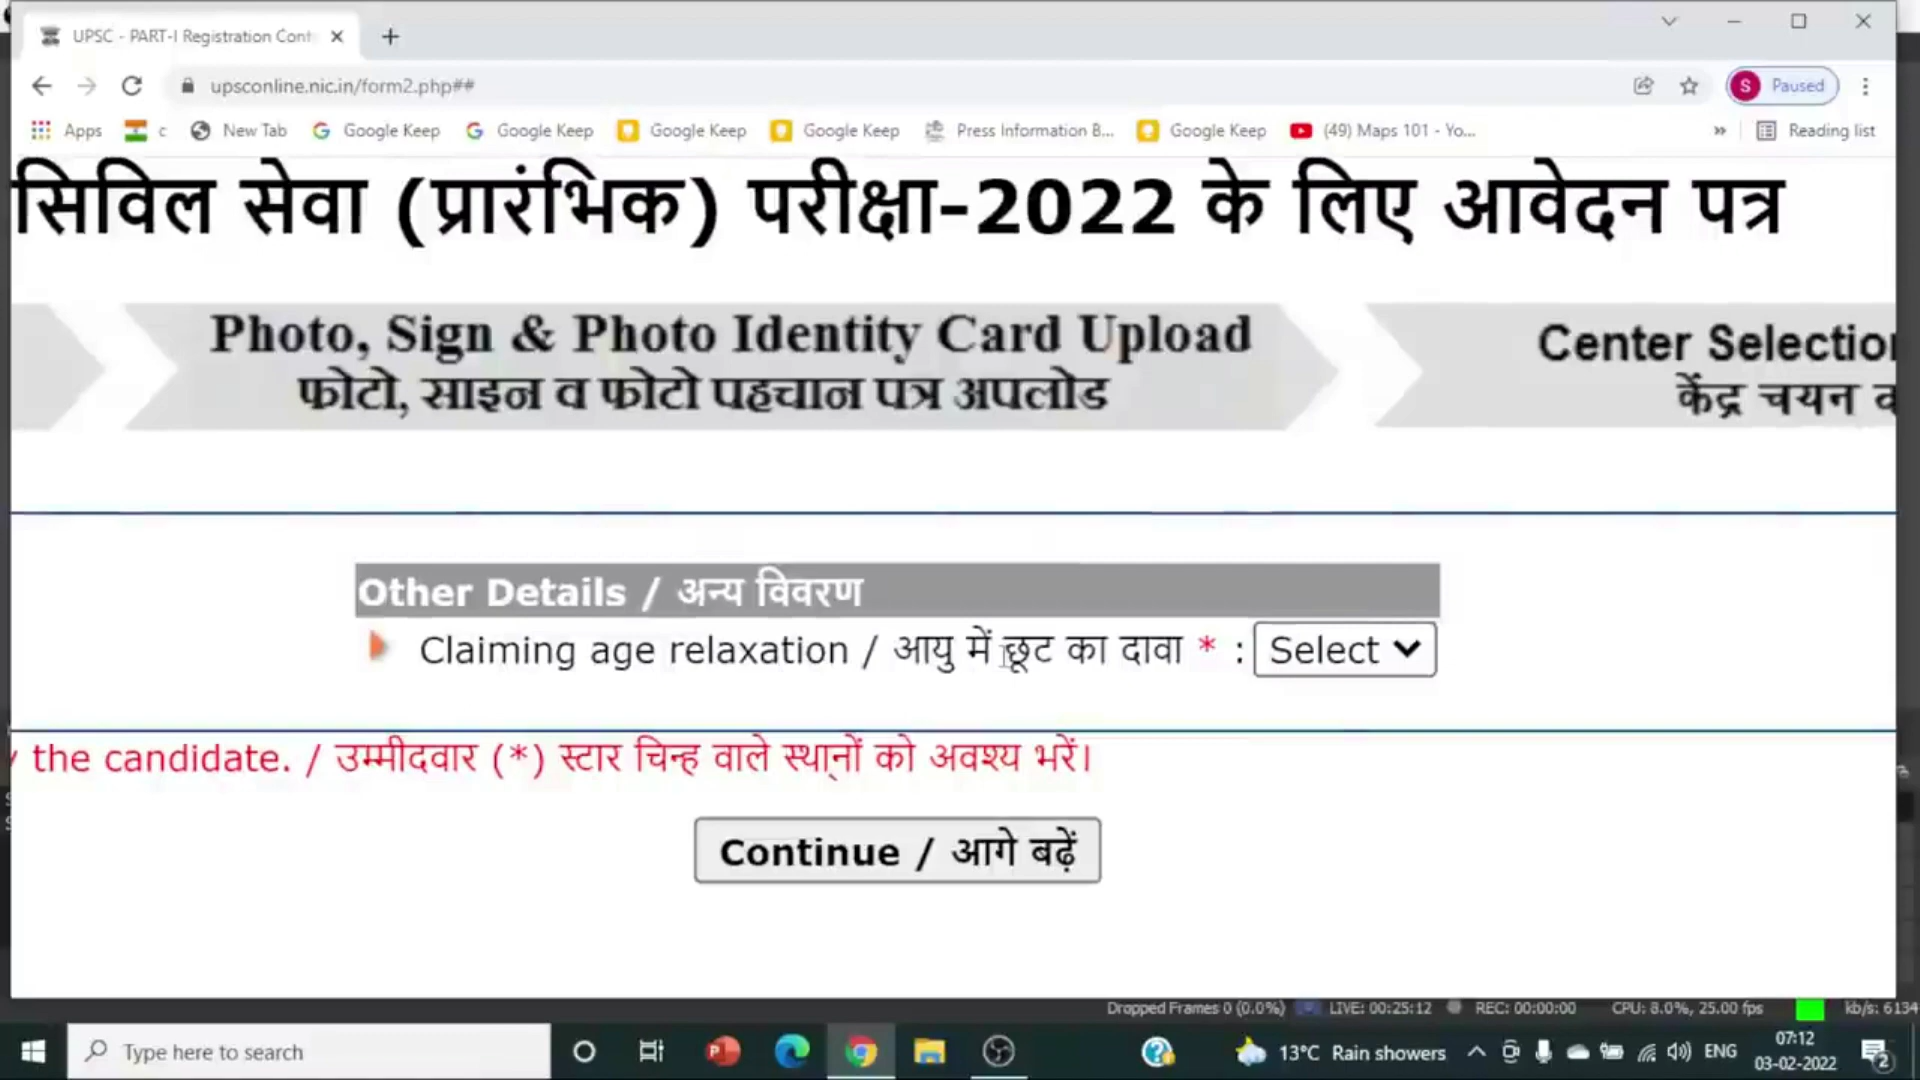 UPSC - PART-I Registration Cont
upsconline.nic.in/form2.php##
S Paused
Apps c New Tab Google Keep Google Keep Google Keep Google Keep Press Information B... Google Keep (49) Maps 101 - Yo... » Reading list
सिविल सेवा (प्रारंभिक) परीक्षा-2022 के लिए आवेदन पत्र
Photo, Sign & Photo Identity Card Upload
फोटो, साइन व फोटो पहचान पत्र अपलोड
Center Selection
केंद्र चयन व
Other Details / अन्य विवरण
Claiming age relaxation / आयु में छूट का दावा * : Select
the candidate. / उम्मीदवार (*) स्टार चिन्ह वाले स्थानों को अवश्य भरें।
Continue / आगे बढ़ें
Dropped Frames 0 (0.0%) LIVE: 00:25:12 REC: 00:00:00 CPU: 8.0%, 25.00 fps kb/s: 6134
Type here to search
13°C Rain showers ENG
07:12
03-02-2022
2